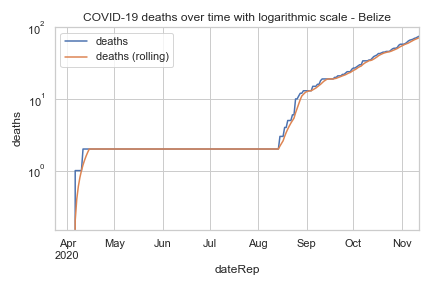 COVID-19 deaths over time with logarithmic scale - Belize
deaths
deaths (rolling)
10²
10¹
10⁰
deaths
Apr May Jun Jul Aug Sep Oct Nov
2020
dateRep